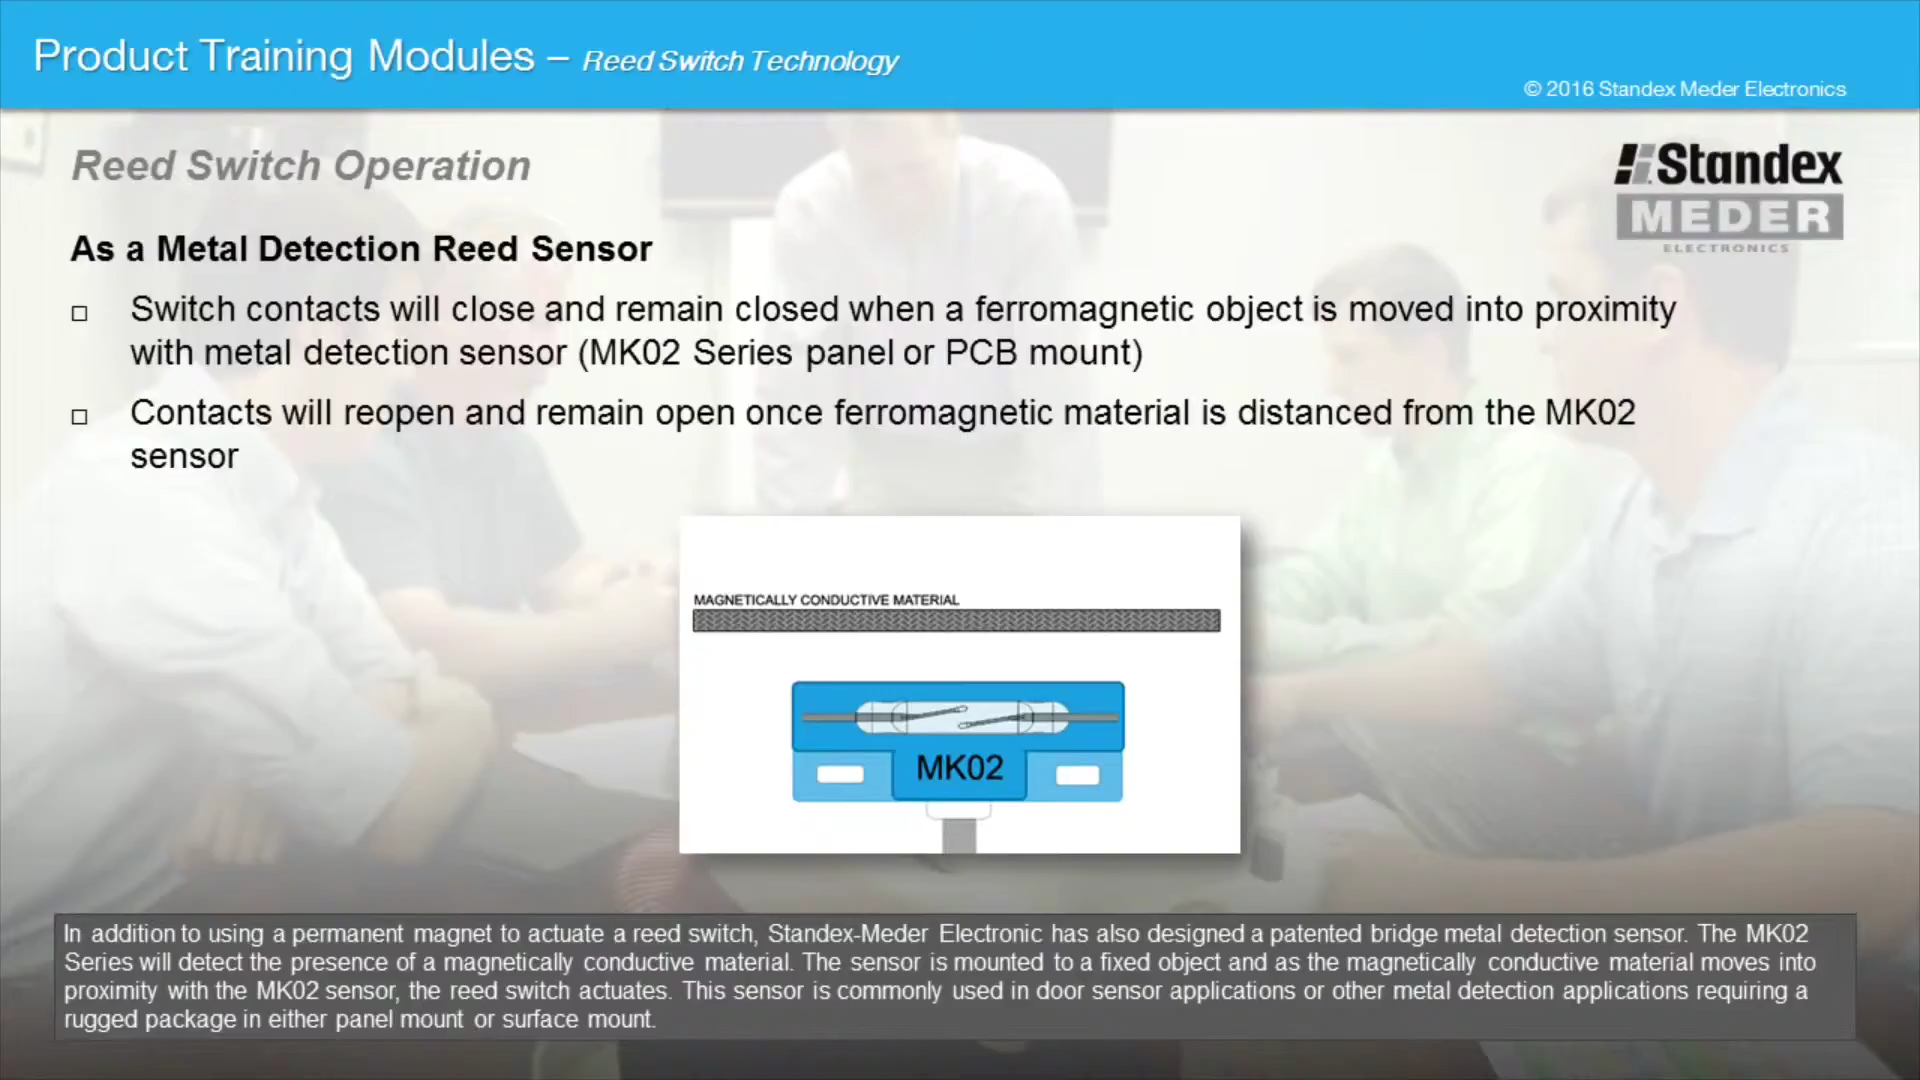 Product Training Modules – Reed Switch Technology
© 2016 Standex Meder Electronics
Reed Switch Operation
Standex
MEDER
ELECTRONICS
As a Metal Detection Reed Sensor
Switch contacts will close and remain closed when a ferromagnetic object is moved into proximity
with metal detection sensor (MK02 Series panel or PCB mount)
Contacts will reopen and remain open once ferromagnetic material is distanced from the MK02
sensor
MAGNETICALLY CONDUCTIVE MATERIAL
MK02
In addition to using a permanent magnet to actuate a reed switch, Standex-Meder Electronic has also designed a patented bridge metal detection sensor. The MK02
Series will detect the presence of a magnetically conductive material. The sensor is mounted to a fixed object and as the magnetically conductive material moves into
proximity with the MK02 sensor, the reed switch actuates. This sensor is commonly used in door sensor applications or other metal detection applications requiring a
rugged package in either panel mount or surface mount.